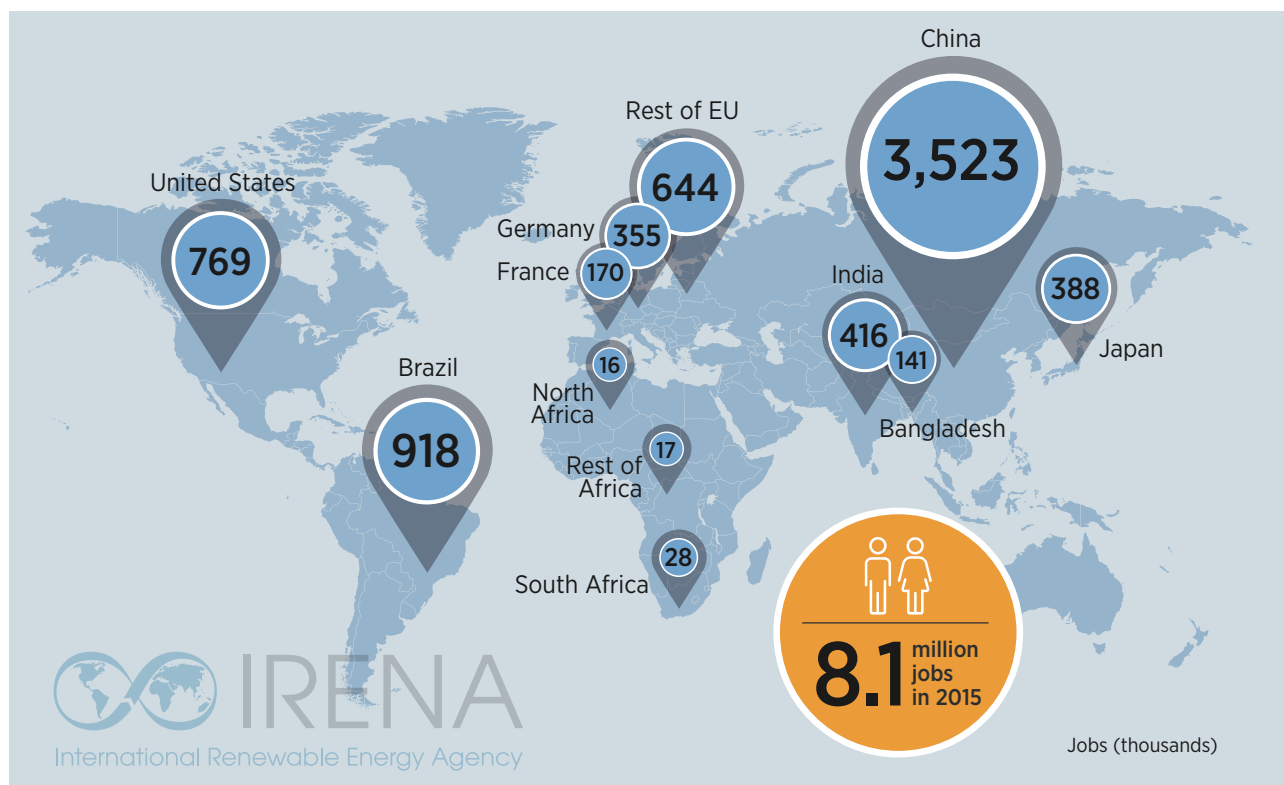 China
3,523
Rest of EU
644
United States
769
Germany
355
France
170
India
416
388
Japan
141
Bangladesh
Brazil
918
16
North
Africa
17
Rest of
Africa
28
South Africa
8.1 million
jobs
in 2015
IRENA
International Renewable Energy Agency
Jobs (thousands)